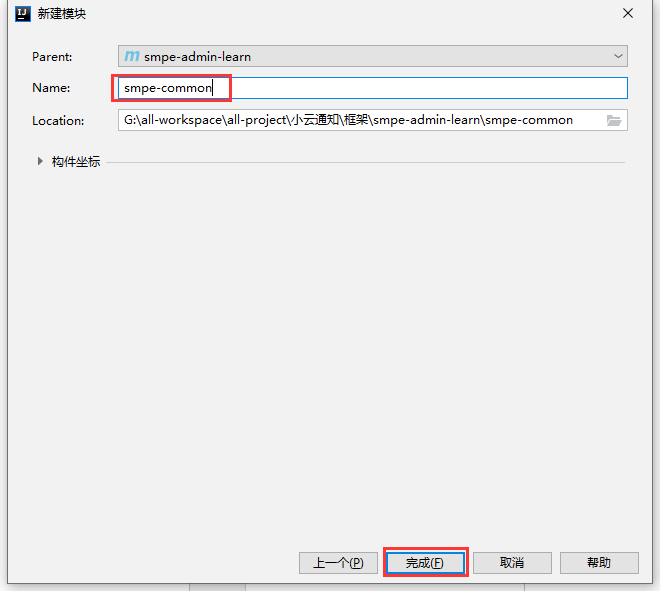 IJ 新建模块
Parent: m smpe-admin-learn
Name: smpe-common
Location: G:\all-workspace\all-project\小云通知\框架\smpe-admin-learn\smpe-common
构件坐标
上一个(P) 完成(F) 取消 帮助